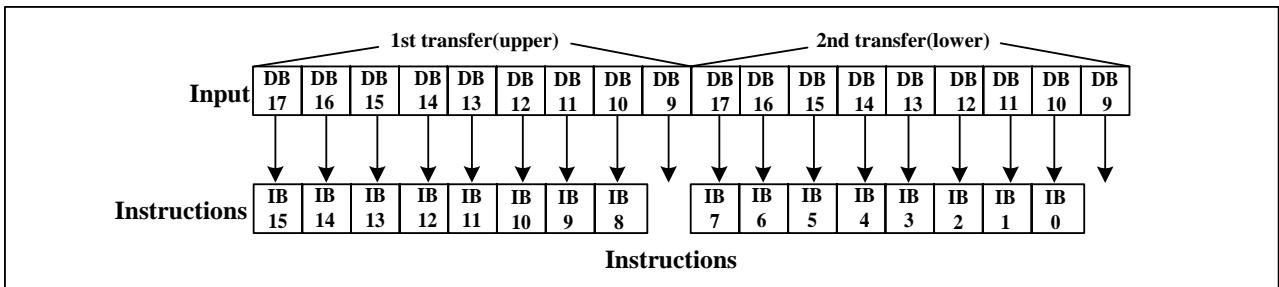 1st transfer(upper) 2nd transfer(lower)
Input DB 17 DB 16 DB 15 DB 14 DB 13 DB 12 DB 11 DB 10 DB 9 DB 17 DB 16 DB 15 DB 14 DB 13 DB 12 DB 11 DB 10 DB 9
Instructions IB 15 IB 14 IB 13 IB 12 IB 11 IB 10 IB 9 IB 8 IB 7 IB 6 IB 5 IB 4 IB 3 IB 2 IB 1 IB 0
Instructions